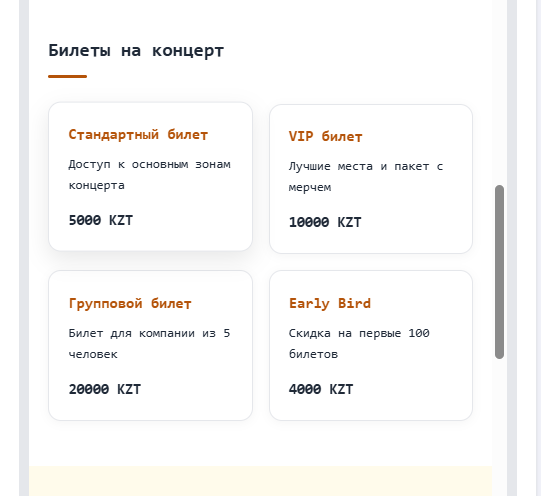 Билеты на концерт
Стандартный билет
Доступ к основным зонам
концерта
5000 KZT
VIP билет
Лучшие места и пакет с
мерчем
10000 KZT
Групповой билет
Билет для компании из 5
человек
20000 KZT
Early Bird
Скидка на первые 100
билетов
4000 KZT